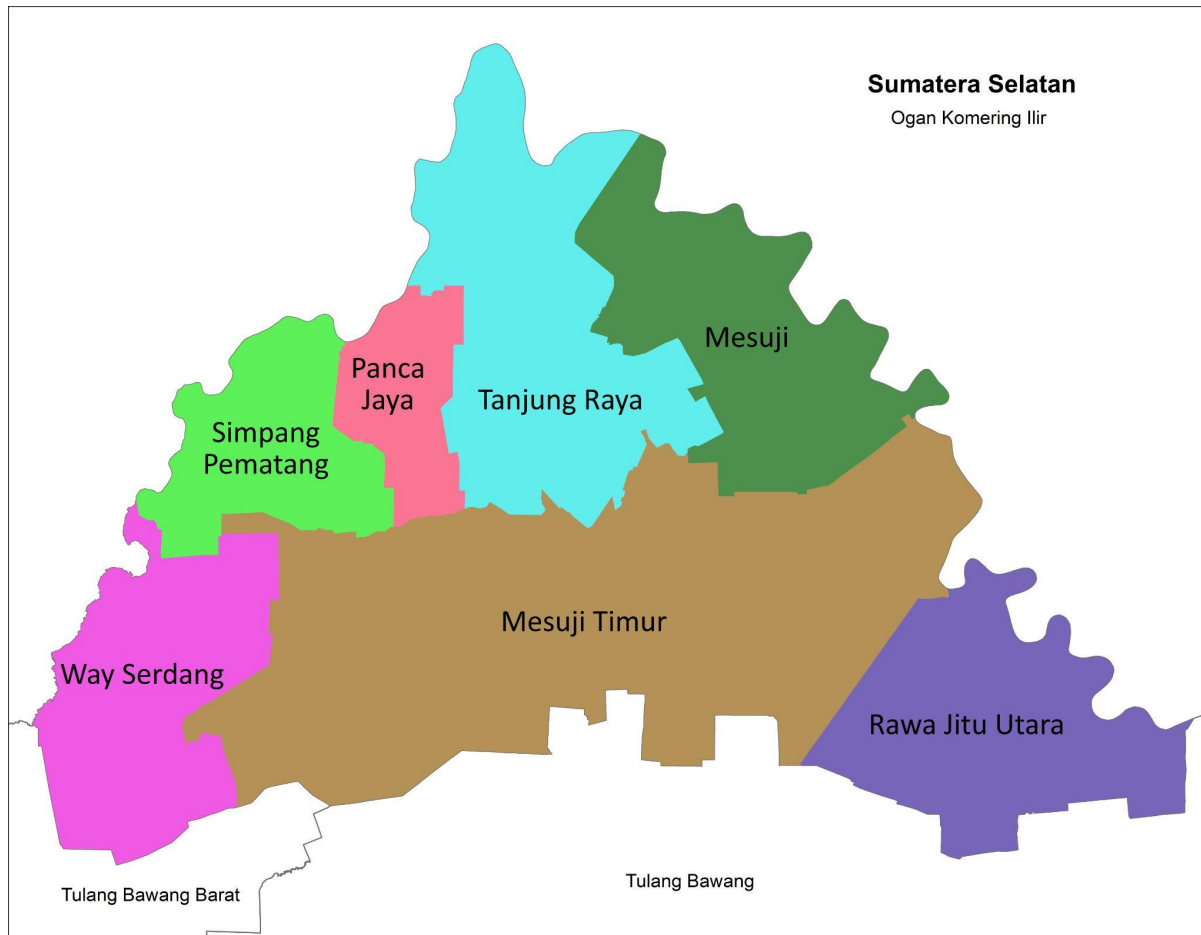 Sumatera Selatan
Ogan Komering Ilir
Mesuji
Panca
Jaya
Tanjung Raya
Simpang
Pematang
Mesuji Timur
Way Serdang
Rawa Jitu Utara
Tulang Bawang
Tulang Bawang Barat